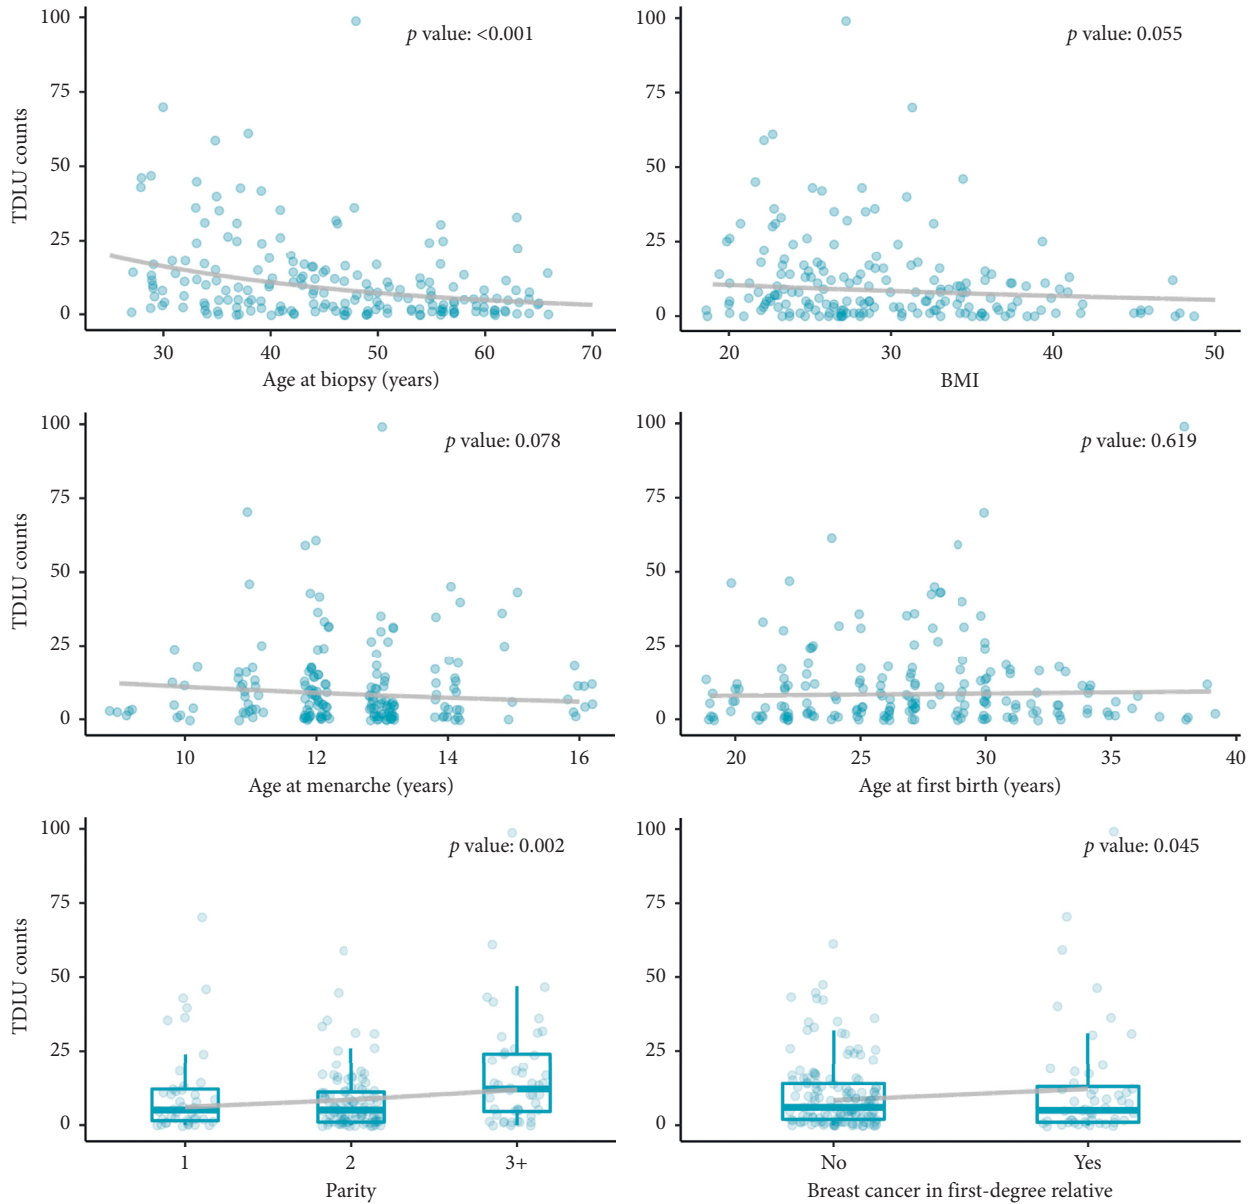 100
75
50
25
0
TDLU counts
p value: <0.001
30 40 50 60 70
Age at biopsy (years)
100
75
50
25
0
p value: 0.055
20 30 40 50
BMI
100
75
50
25
0
TDLU counts
p value: 0.078
10 12 14 16
Age at menarche (years)
100
75
50
25
0
p value: 0.619
20 25 30 35 40
Age at first birth (years)
100
75
50
25
0
TDLU counts
p value: 0.002
1 2 3+
Parity
100
75
50
25
0
p value: 0.045
No Yes
Breast cancer in first-degree relative